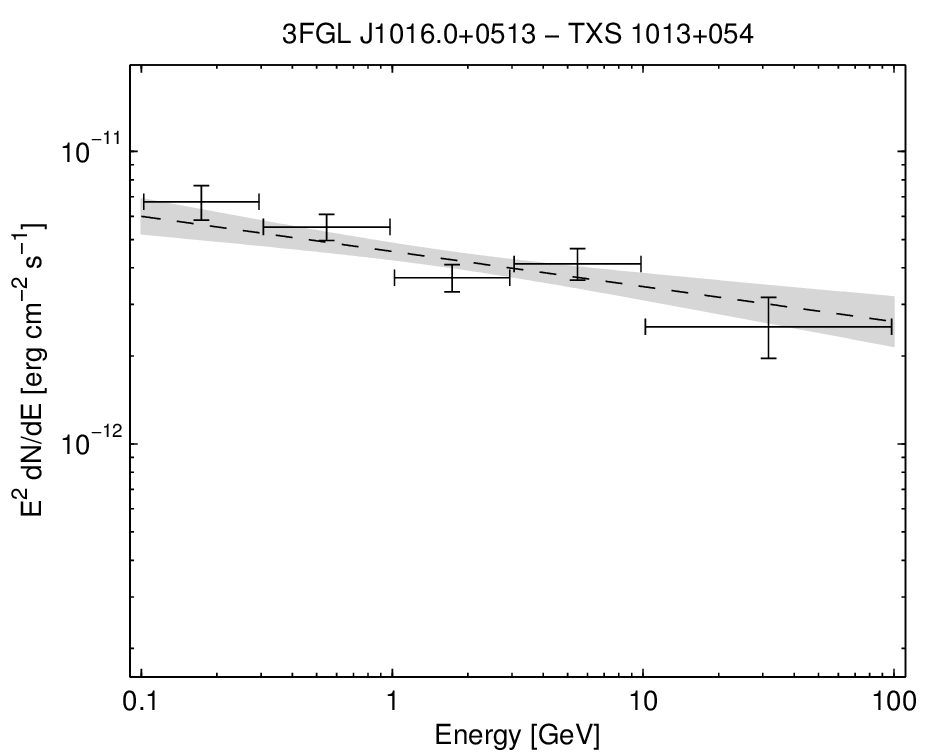 3FGL J1016.0+0513 – TXS 1013+054
10⁻¹¹
10⁻¹²
E² dN/dE [erg cm⁻² s⁻¹]
0.1 1 10 100
Energy [GeV]